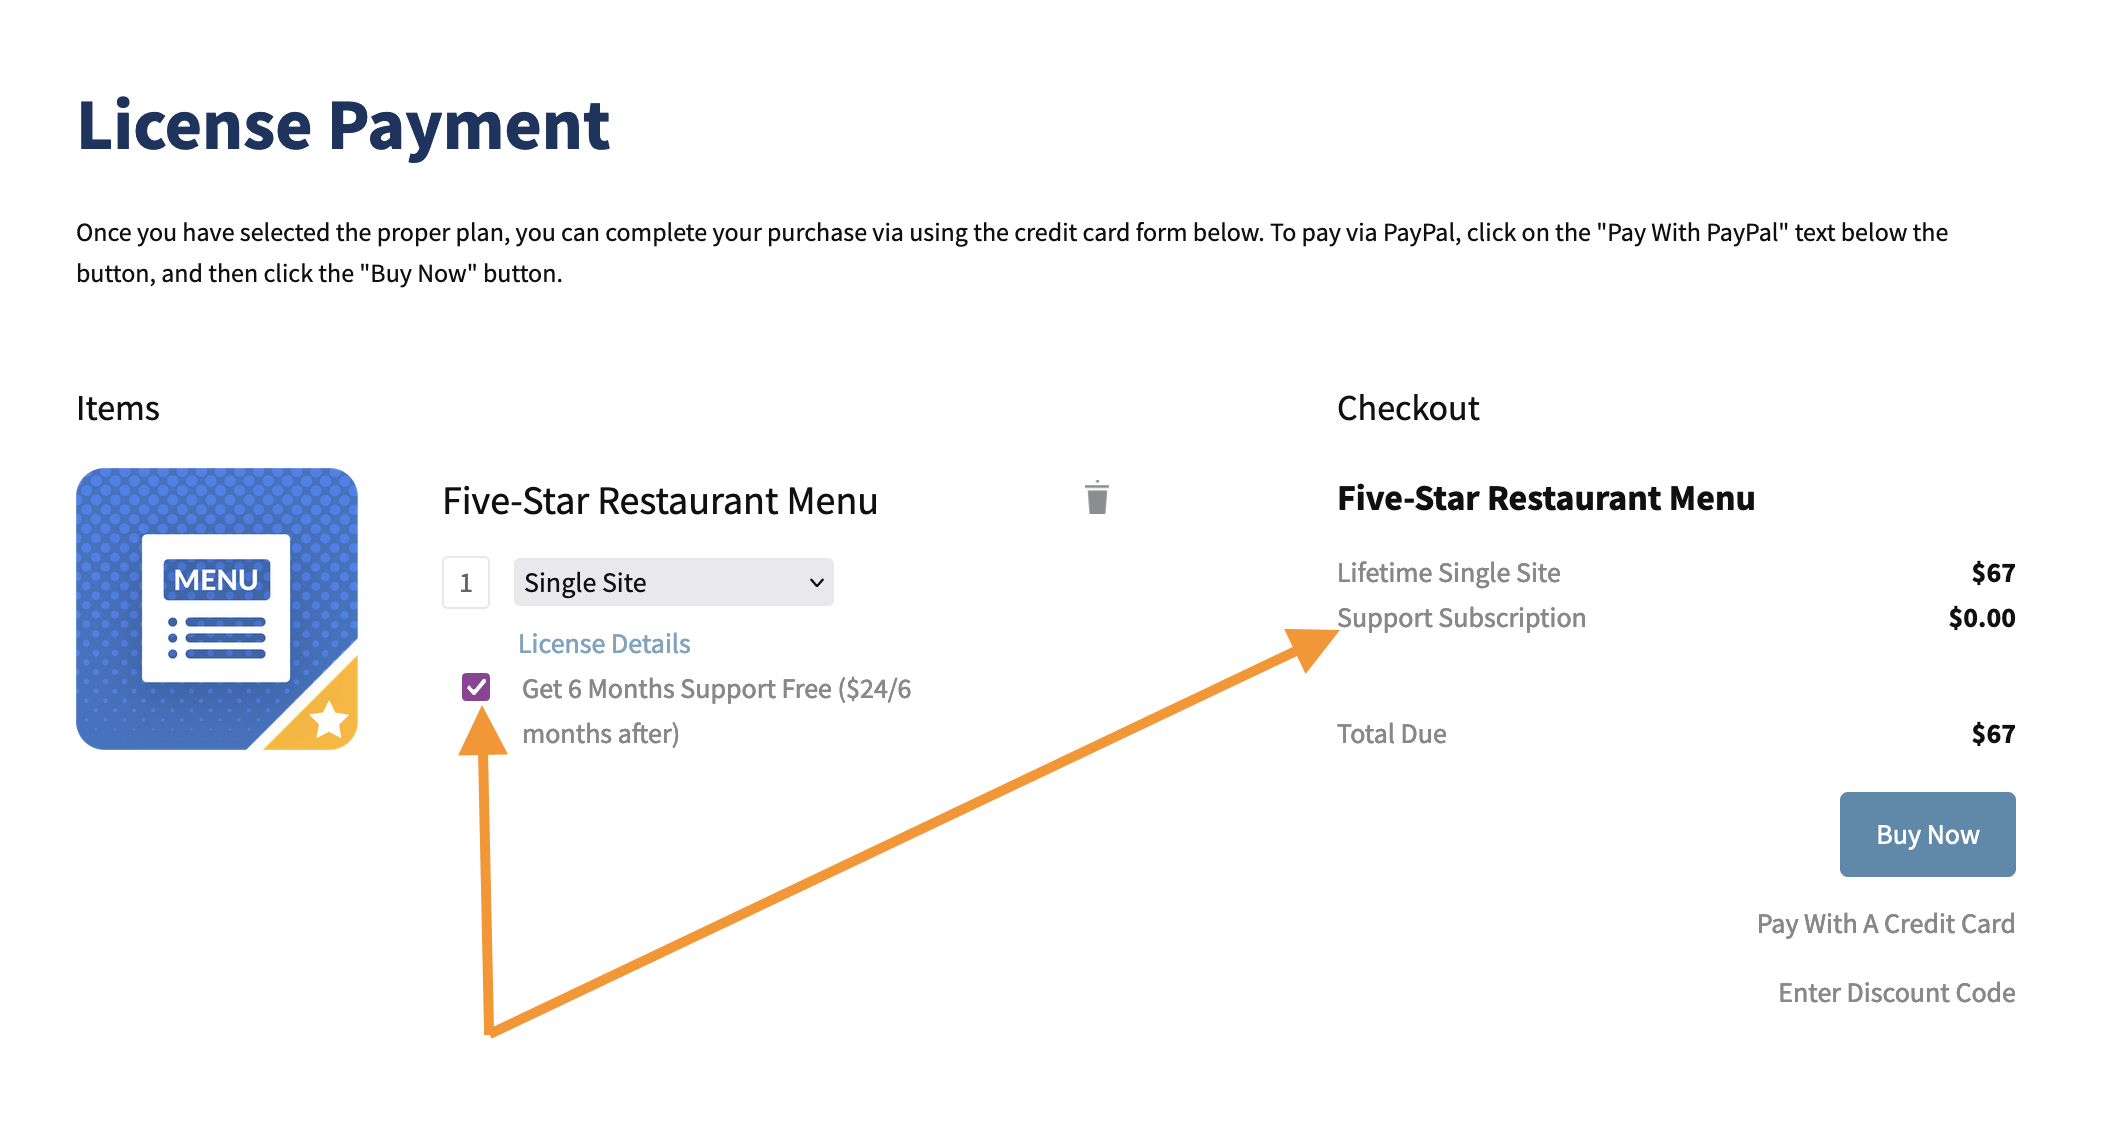 License Payment
Once you have selected the proper plan, you can complete your purchase via using the credit card form below. To pay via PayPal, click on the "Pay With PayPal" text below the
button, and then click the "Buy Now" button.
Items
MENU
Five-Star Restaurant Menu
1
Single Site
License Details
Get 6 Months Support Free ($24/6
months after)
Checkout
Five-Star Restaurant Menu
Lifetime Single Site $67
Support Subscription $0.00
Total Due $67
Buy Now
Pay With A Credit Card
Enter Discount Code